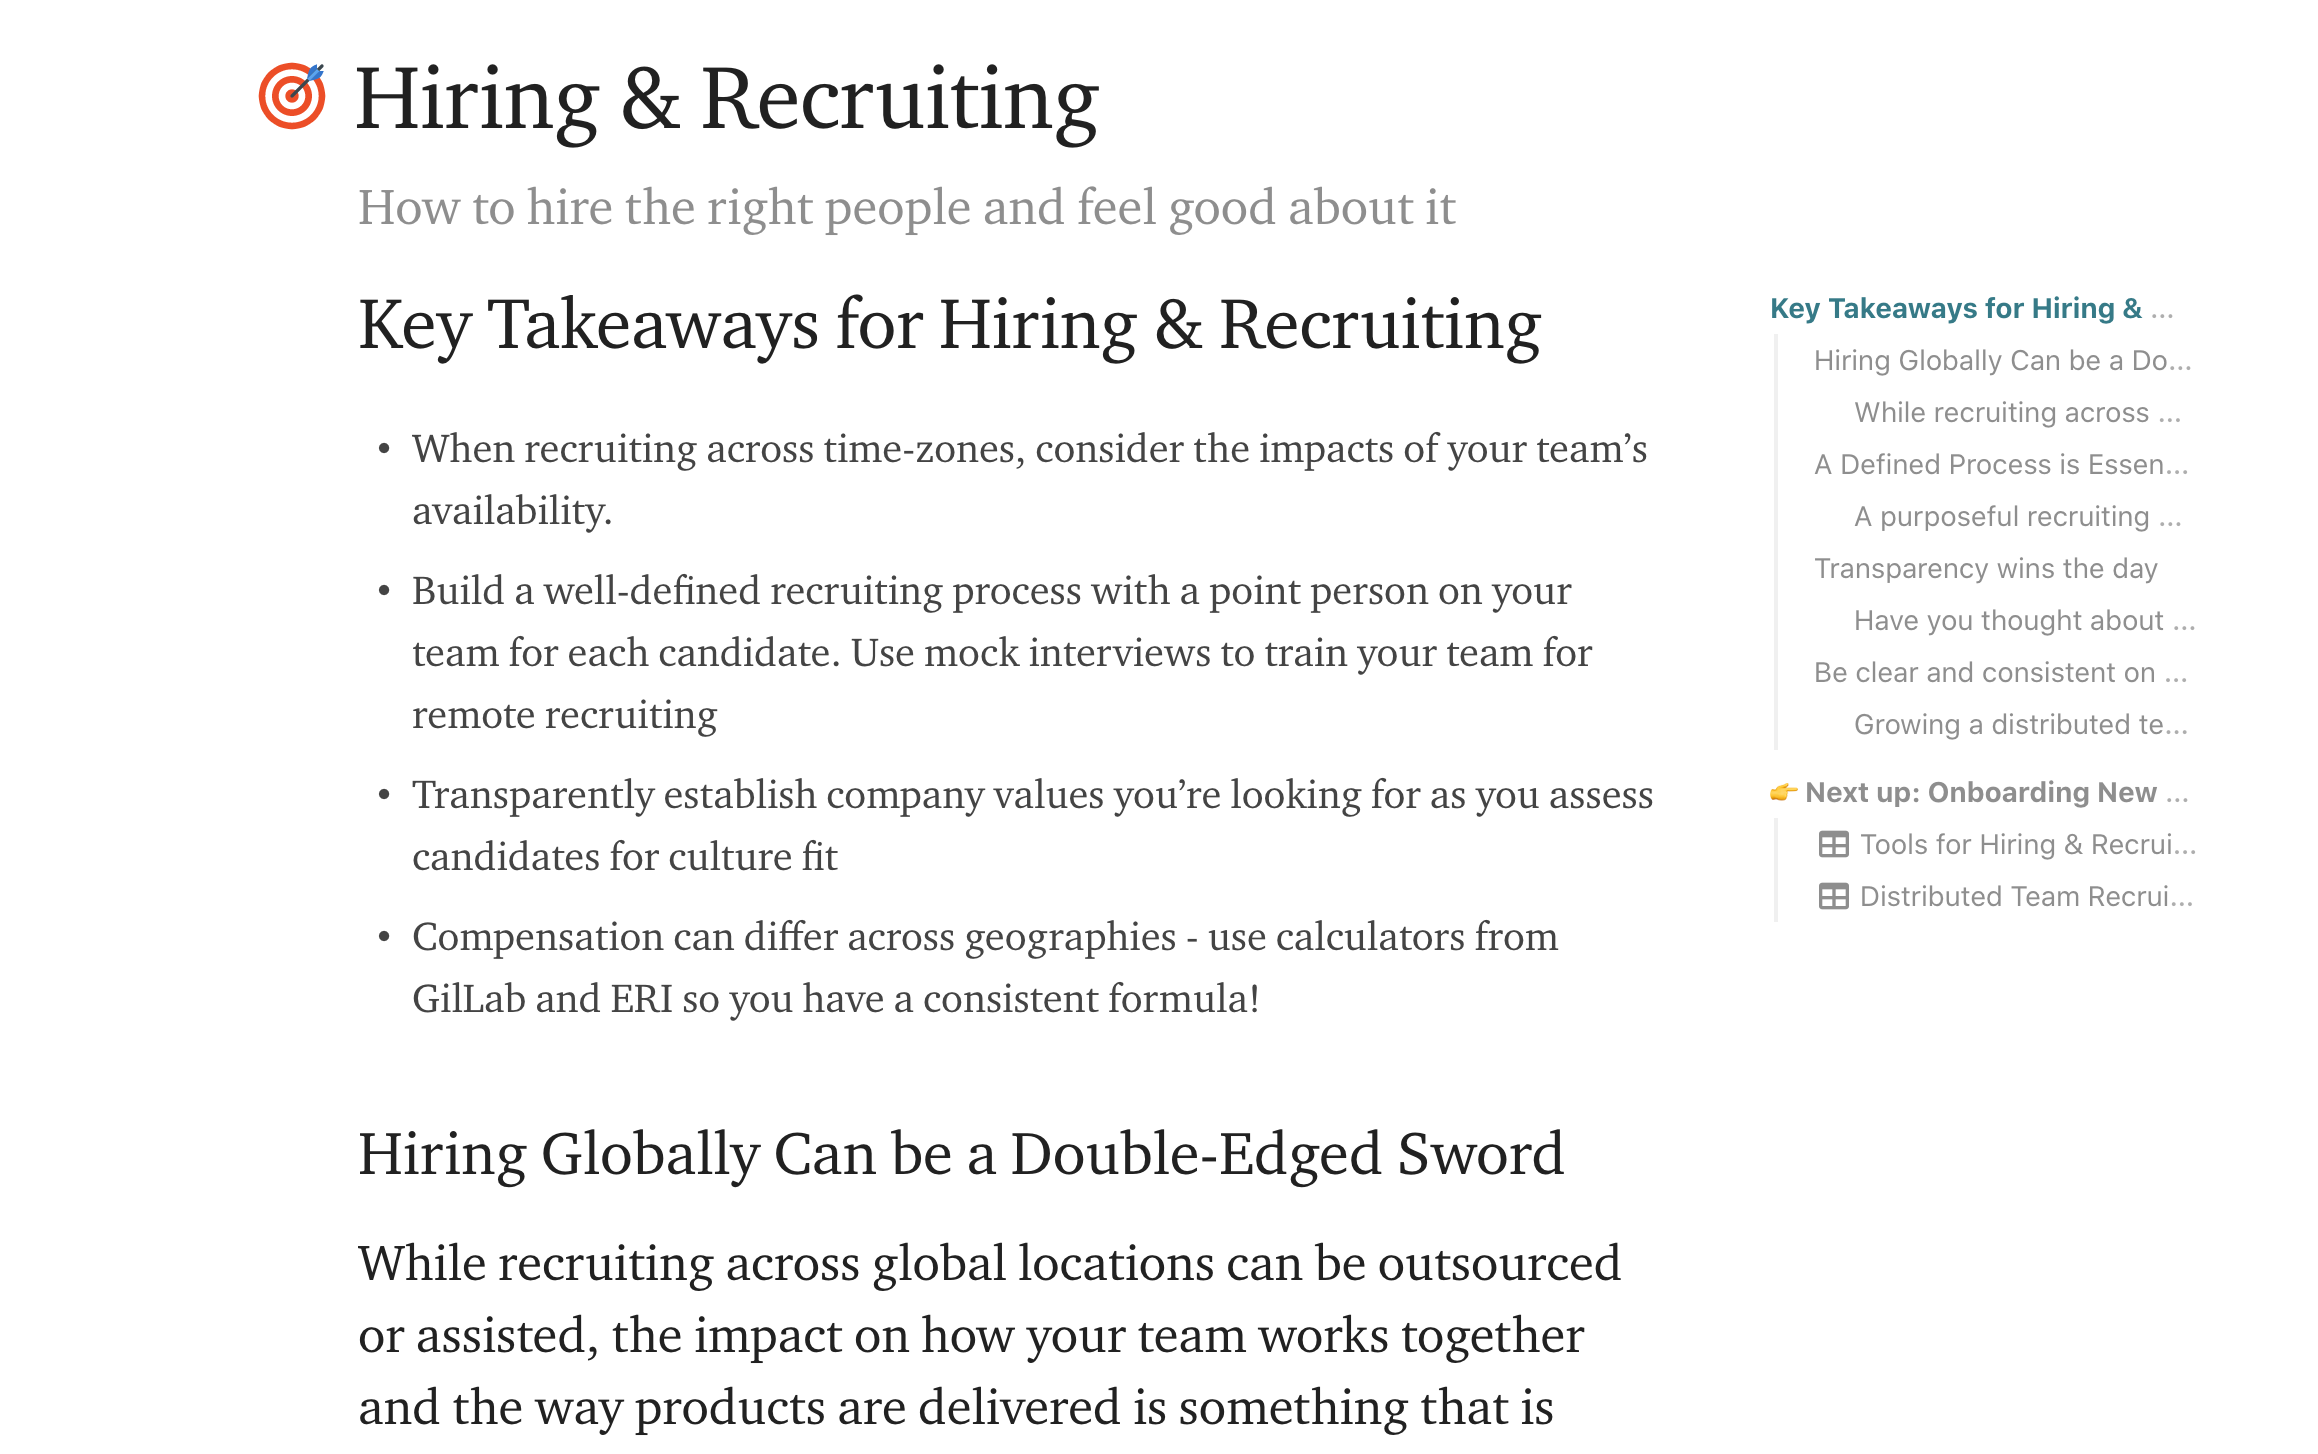 Hiring & Recruiting
How to hire the right people and feel good about it
Key Takeaways for Hiring & Recruiting
• When recruiting across time-zones, consider the impacts of your team’s
availability.
• Build a well-defined recruiting process with a point person on your
team for each candidate. Use mock interviews to train your team for
remote recruiting
• Transparently establish company values you’re looking for as you assess
candidates for culture fit
• Compensation can differ across geographies - use calculators from
GilLab and ERI so you have a consistent formula!
Hiring Globally Can be a Double-Edged Sword
While recruiting across global locations can be outsourced
or assisted, the impact on how your team works together
and the way products are delivered is something that is
Key Takeaways for Hiring & ...
Hiring Globally Can be a Do...
While recruiting across ...
A Defined Process is Essen...
A purposeful recruiting ...
Transparency wins the day
Have you thought about ...
Be clear and consistent on ...
Growing a distributed te...
👉 Next up: Onboarding New ...
Tools for Hiring & Recrui...
Distributed Team Recrui...